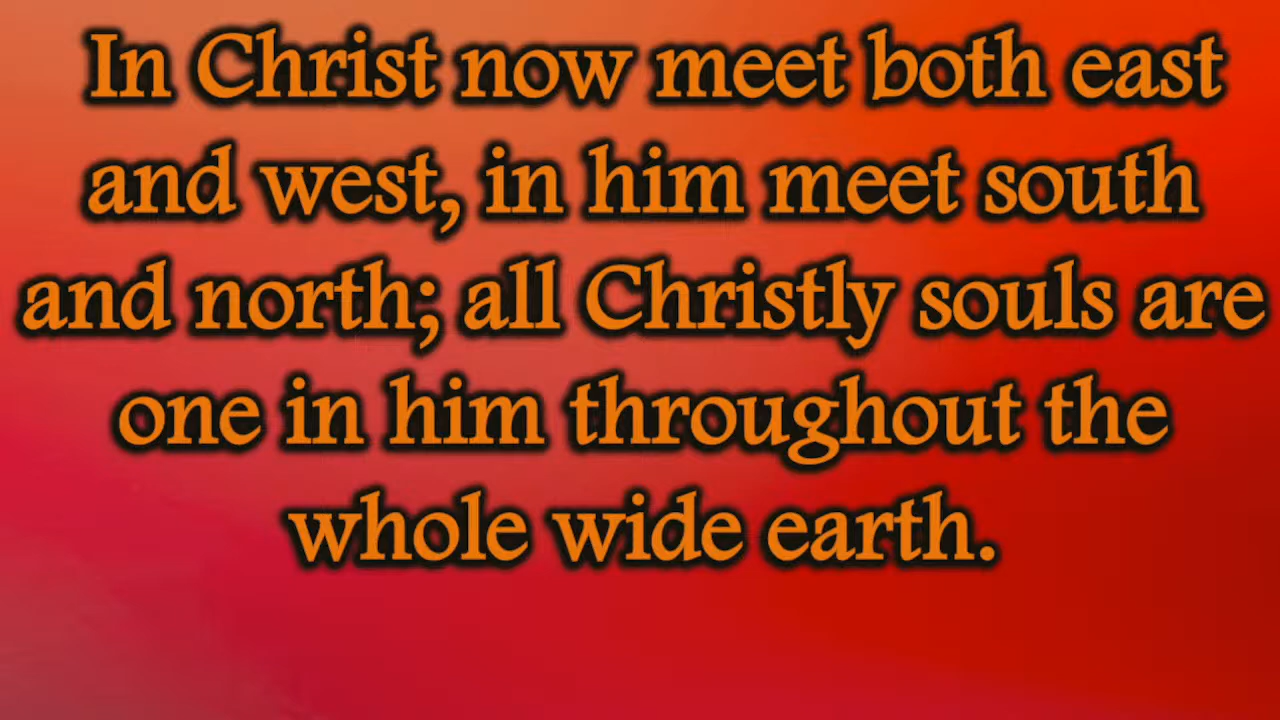 In Christ now meet both east
and west, in him meet south
and north; all Christly souls are
one in him throughout the
whole wide earth.